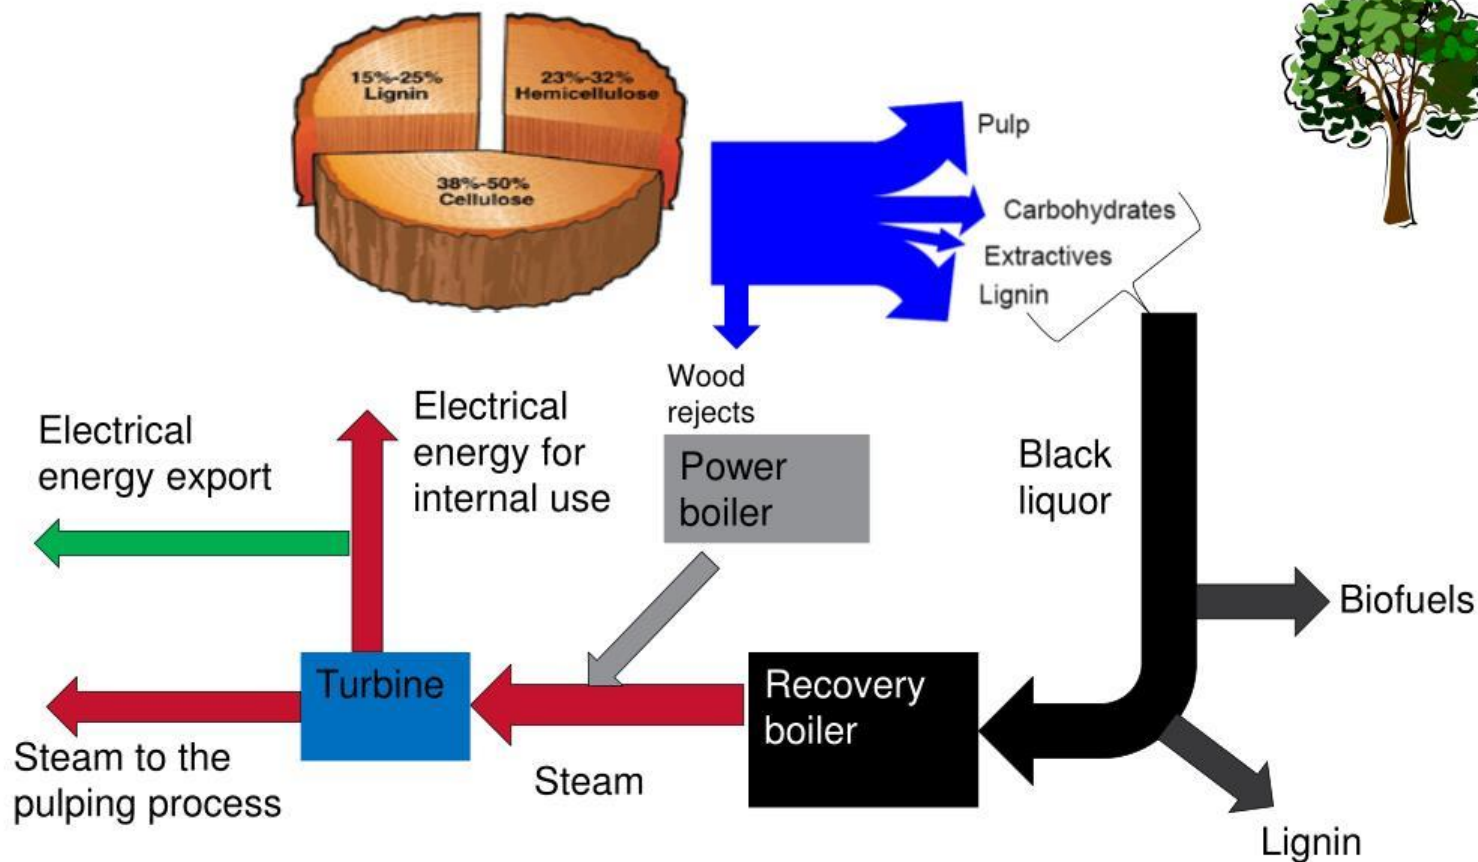 15%-25%
Lignin
23%-32%
Hemicellulose
38%-50%
Cellulose
Pulp
Carbohydrates
Extractives
Lignin
Wood
rejects
Power
boiler
Electrical
energy for
internal use
Electrical
energy export
Black
liquor
Biofuels
Turbine
Recovery
boiler
Steam to the
pulping process
Steam
Lignin